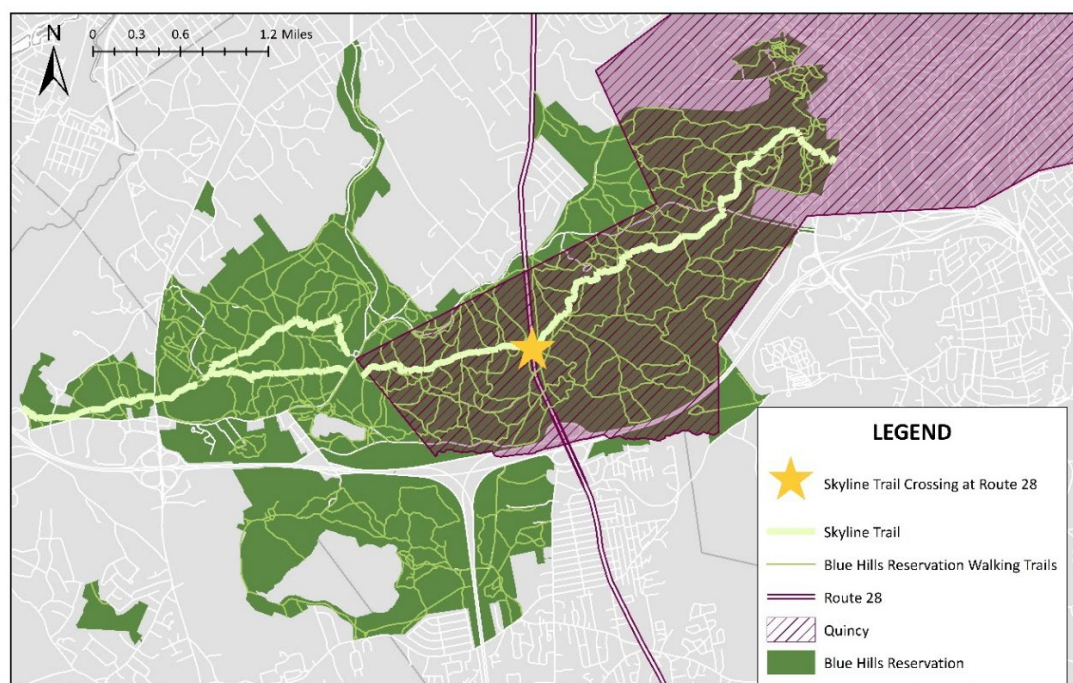 N
0 0.3 0.6 1.2 Miles
LEGEND
Skyline Trail Crossing at Route 28
Skyline Trail
Blue Hills Reservation Walking Trails
Route 28
Quincy
Blue Hills Reservation